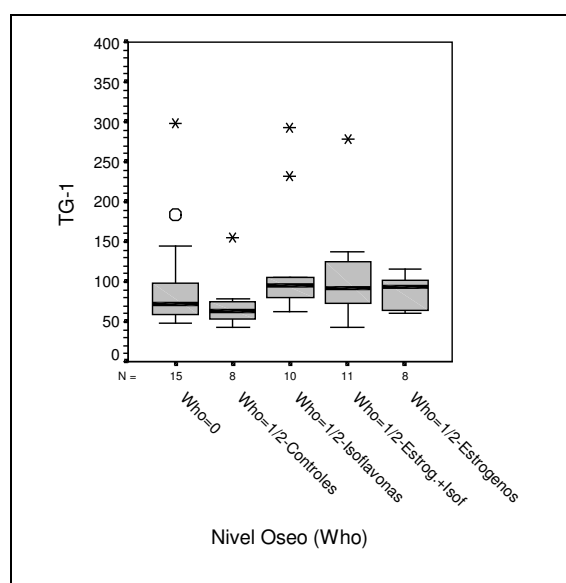 400
350
300
250
200
150
100
50
0
TG-1
N = 15 8 10 11 8
Who=0
Who=1/2-Controles
Who=1/2-Isoflavonas
Who=1/2-Estrog.+Isof
Who=1/2-Estrogenos
Nivel Oseo (Who)